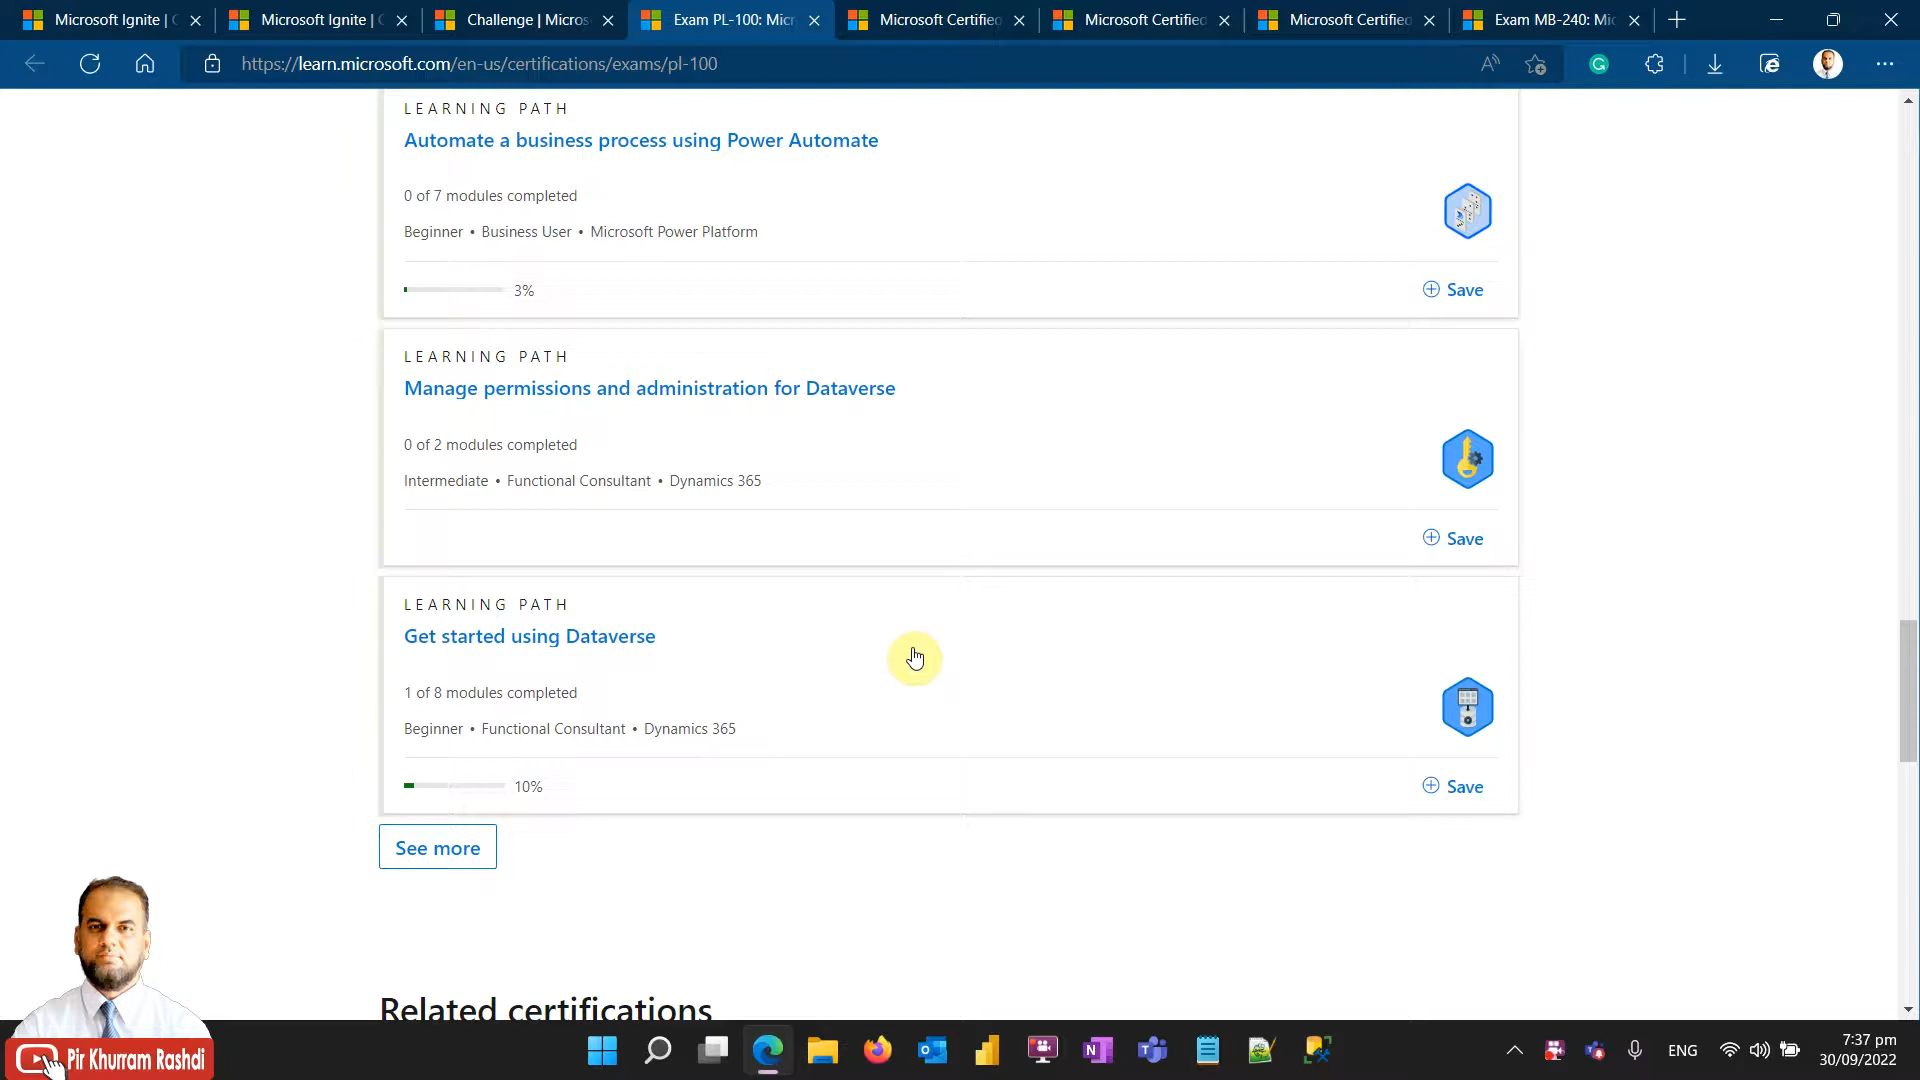 Microsoft Ignite | C
Microsoft Ignite | C
Challenge | Micros
Exam PL-100: Micr
Microsoft Certified
Microsoft Certified
Microsoft Certified
Exam MB-240: Mi
https://learn.microsoft.com/en-us/certifications/exams/pl-100
LEARNING PATH
Automate a business process using Power Automate
0 of 7 modules completed
Beginner • Business User • Microsoft Power Platform
3%
Save
LEARNING PATH
Manage permissions and administration for Dataverse
0 of 2 modules completed
Intermediate • Functional Consultant • Dynamics 365
Save
LEARNING PATH
Get started using Dataverse
1 of 8 modules completed
Beginner • Functional Consultant • Dynamics 365
10%
Save
See more
Related certifications
Pir Khurram Rashdi
ENG
7:37 pm
30/09/2022